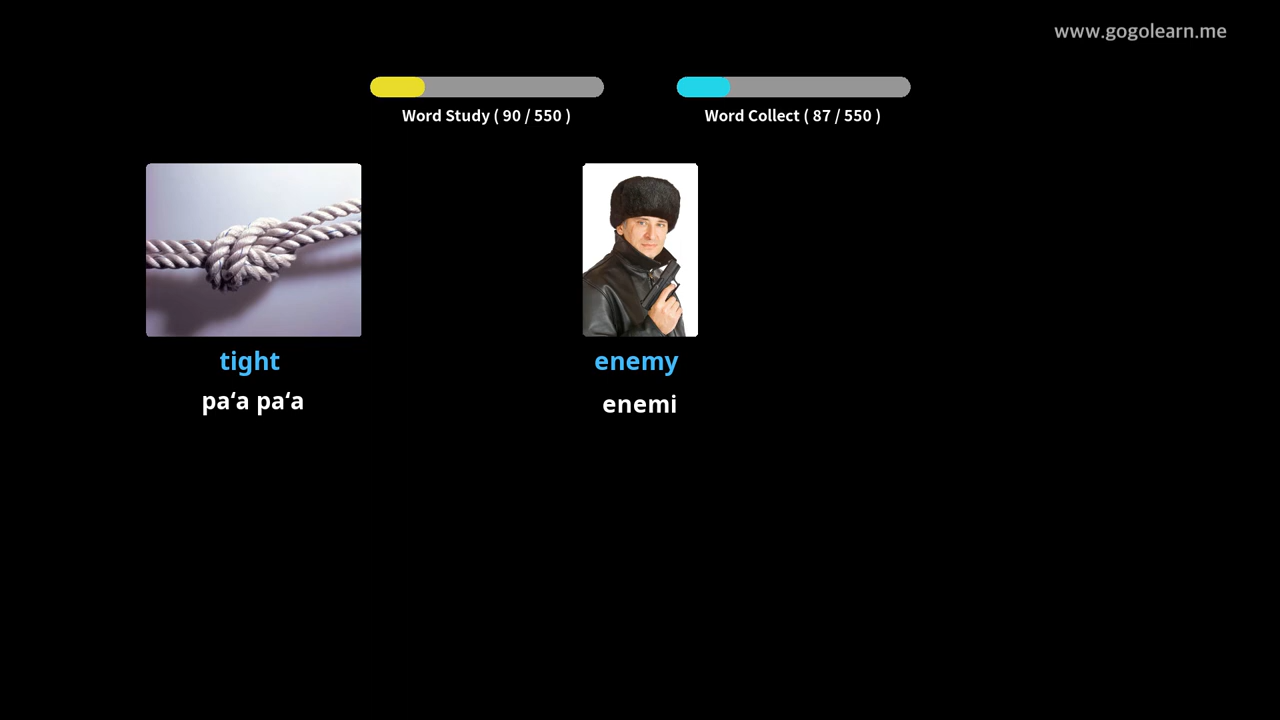 www.gogolearn.me
Word Study ( 90 / 550 )
Word Collect ( 87 / 550 )
tight
paʻa paʻa
enemy
enemi